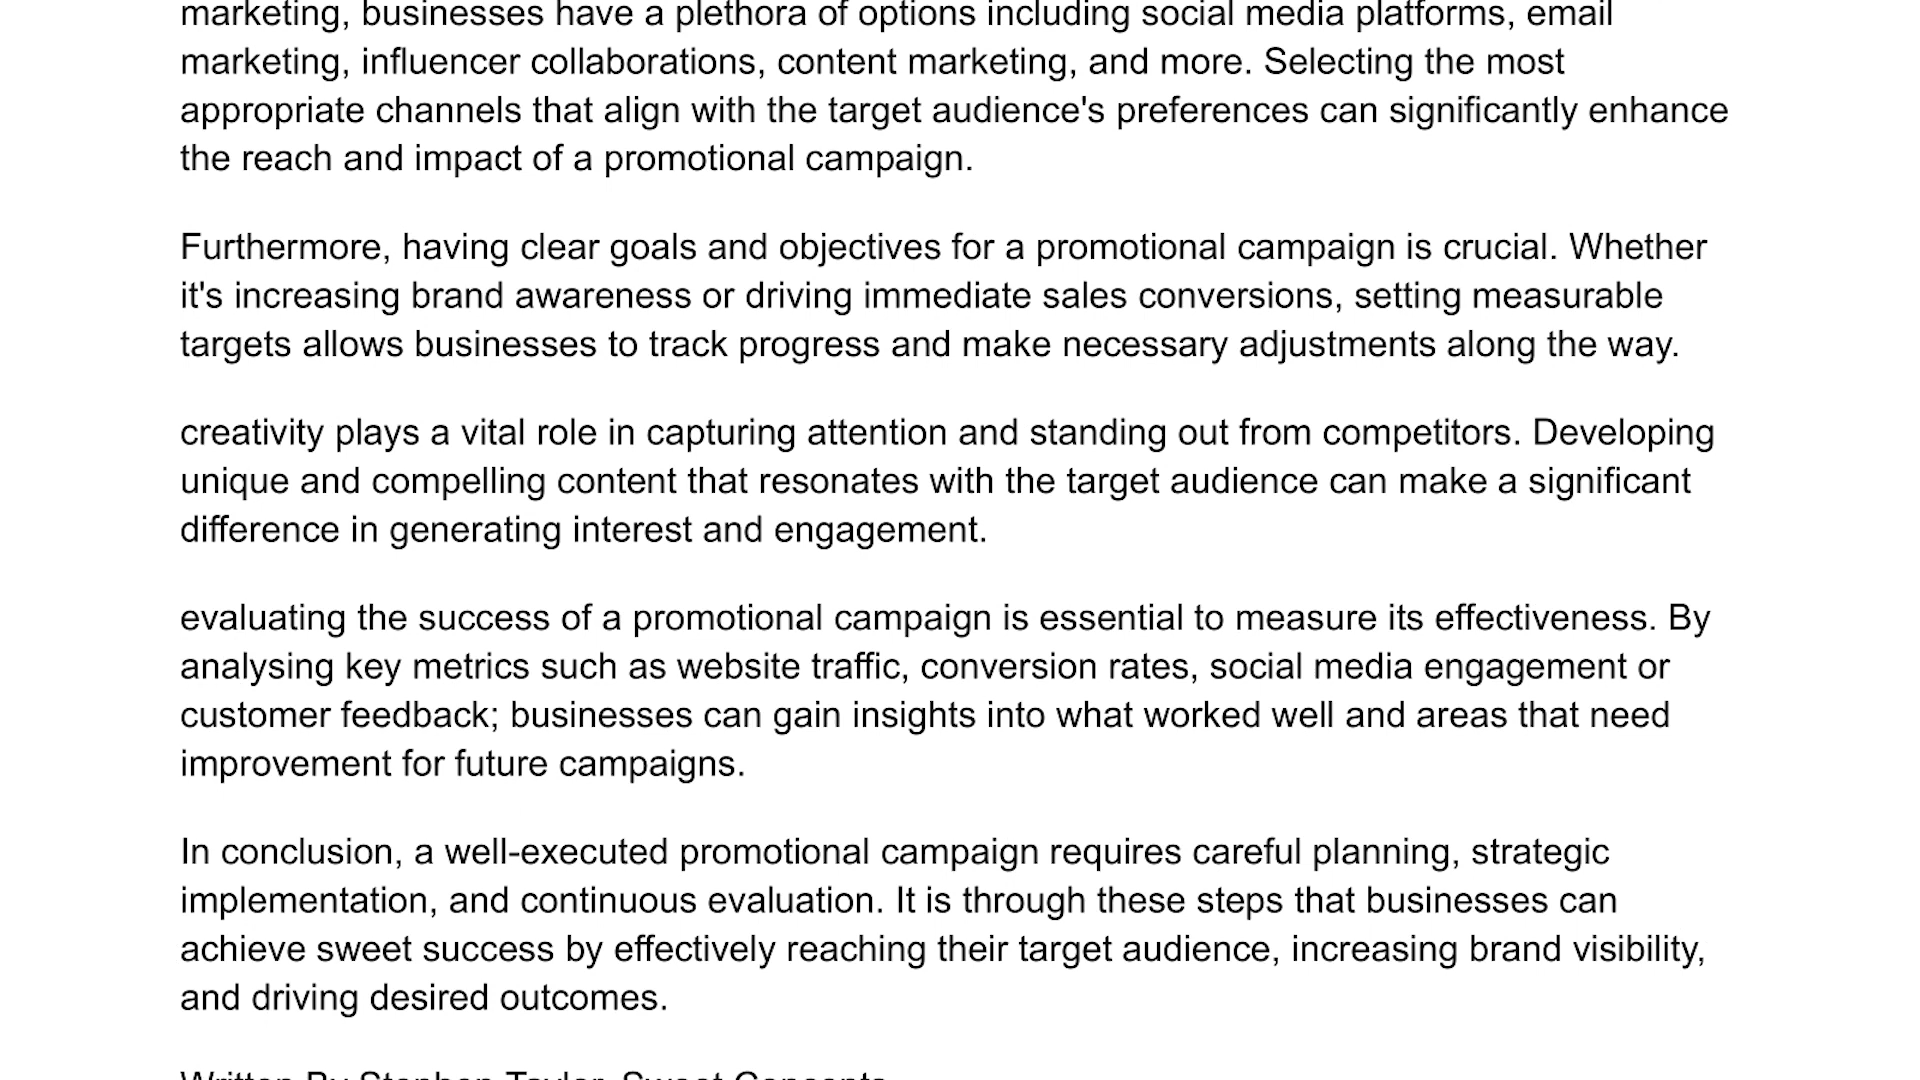 marketing, businesses have a plethora of options including social media platforms, email
marketing, influencer collaborations, content marketing, and more. Selecting the most
appropriate channels that align with the target audience's preferences can significantly enhance
the reach and impact of a promotional campaign.
Furthermore, having clear goals and objectives for a promotional campaign is crucial. Whether
it's increasing brand awareness or driving immediate sales conversions, setting measurable
targets allows businesses to track progress and make necessary adjustments along the way.
creativity plays a vital role in capturing attention and standing out from competitors. Developing
unique and compelling content that resonates with the target audience can make a significant
difference in generating interest and engagement.
evaluating the success of a promotional campaign is essential to measure its effectiveness. By
analysing key metrics such as website traffic, conversion rates, social media engagement or
customer feedback; businesses can gain insights into what worked well and areas that need
improvement for future campaigns.
In conclusion, a well-executed promotional campaign requires careful planning, strategic
implementation, and continuous evaluation. It is through these steps that businesses can
achieve sweet success by effectively reaching their target audience, increasing brand visibility,
and driving desired outcomes.
Written By Stephen Taylor, Sweet Concepts